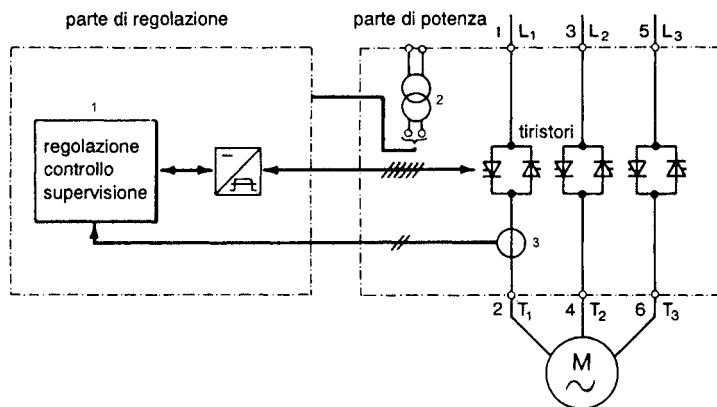 parte di regolazione
parte di potenza
1 L1 3 L2 5 L3
2
tiristori
1
regolazione
controllo
supervisione
3
2 T1 4 T2 6 T3
M